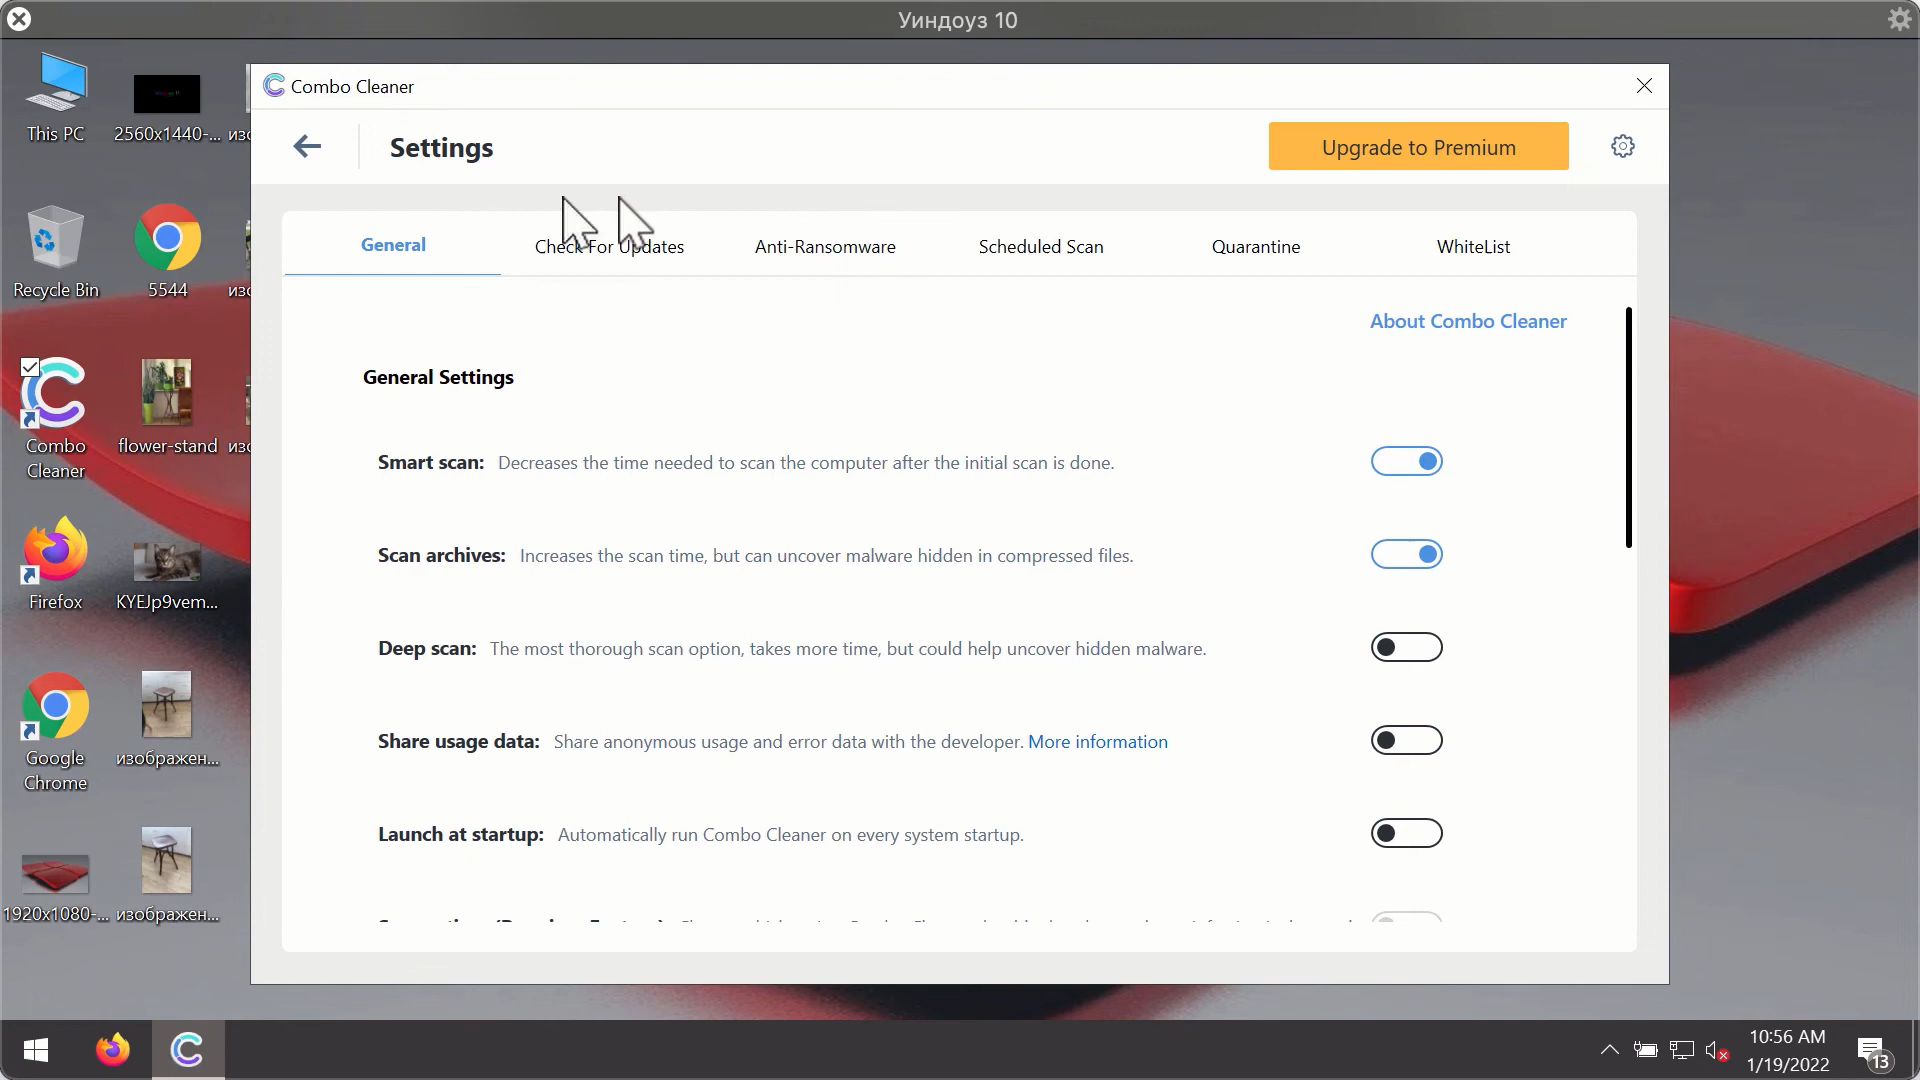 Уиндоуз 10
This PC
2560x1440-...
изо
Recycle Bin
5544
изо
Combo
Cleaner
flower-stand
изо
Firefox
KYEJp9vem...
Google
Chrome
изображен...
1920x1080-...
изображен...
Combo Cleaner
Settings
Upgrade to Premium
General
Check For Updates
Anti-Ransomware
Scheduled Scan
Quarantine
WhiteList
About Combo Cleaner
General Settings
Smart scan: Decreases the time needed to scan the computer after the initial scan is done.
Scan archives: Increases the scan time, but can uncover malware hidden in compressed files.
Deep scan: The most thorough scan option, takes more time, but could help uncover hidden malware.
Share usage data: Share anonymous usage and error data with the developer. More information
Launch at startup: Automatically run Combo Cleaner on every system startup.
10:56 AM
1/19/2022
13